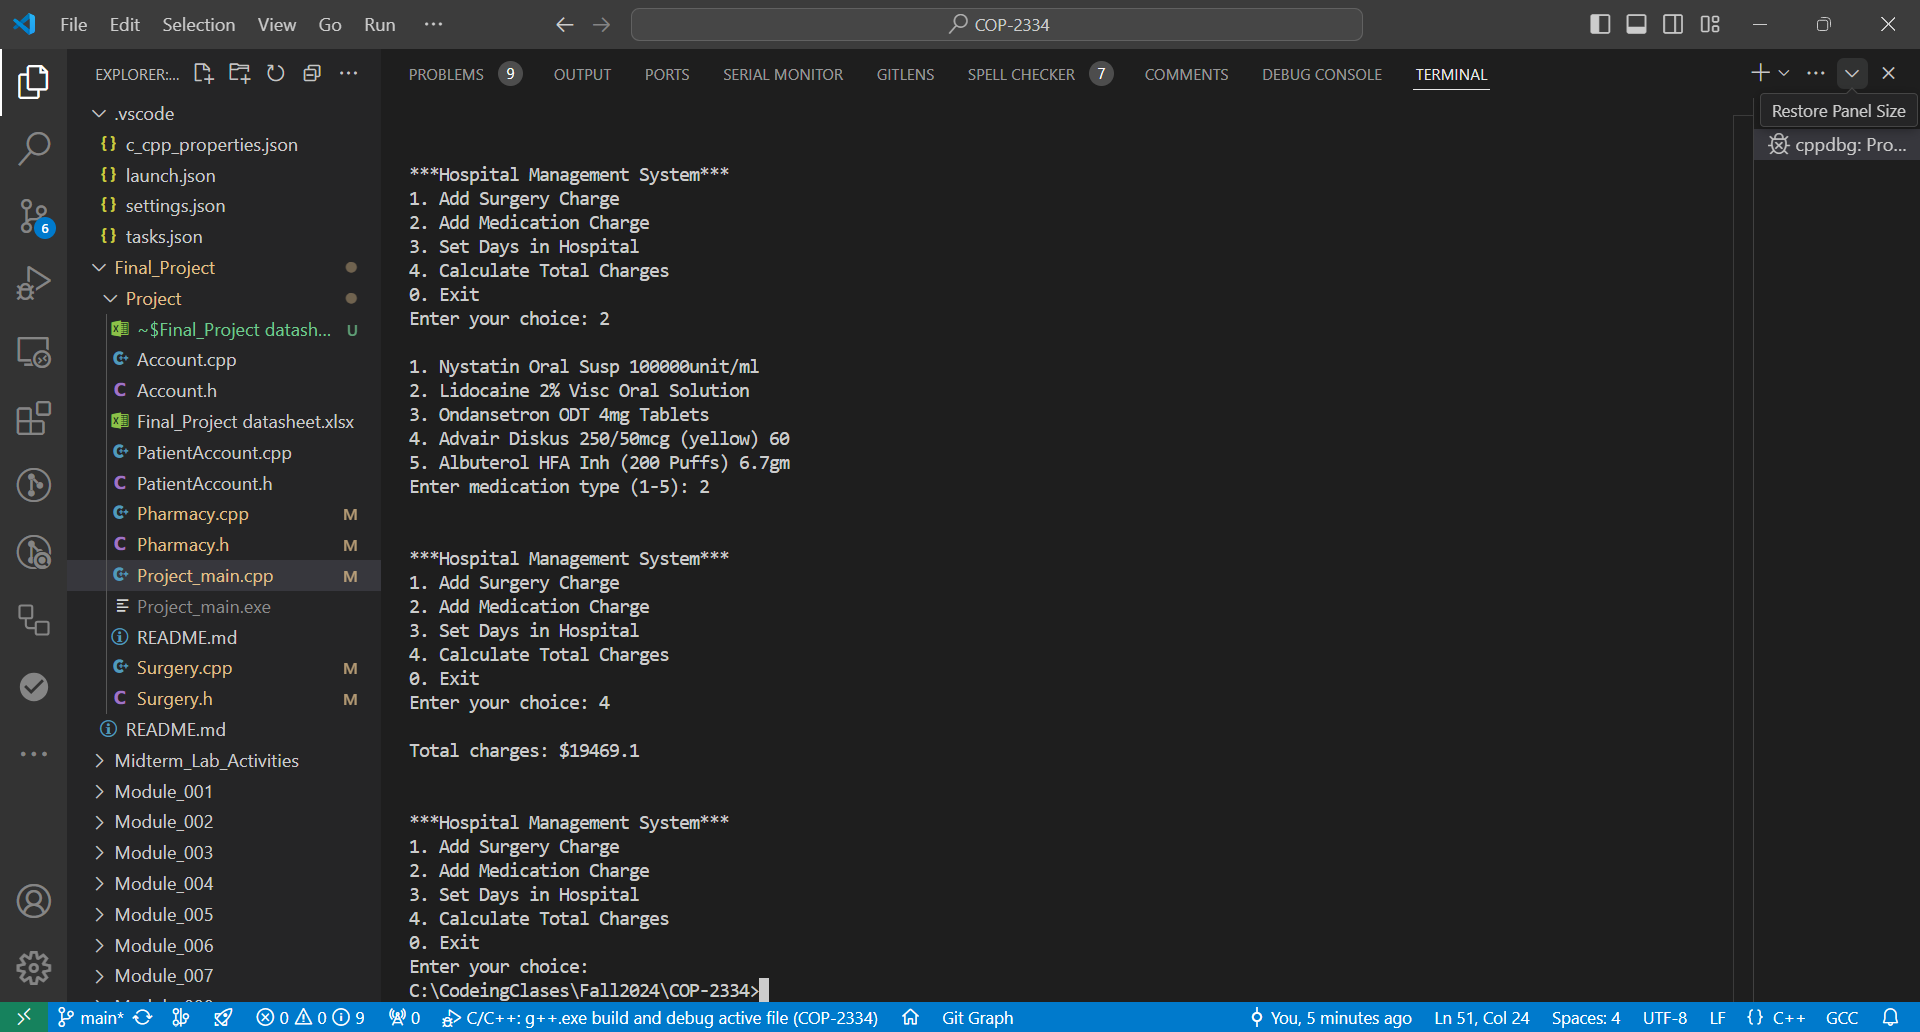 File Edit Selection View Go Run ··· COP-2334
EXPLORER:...
.vscode
{} c_cpp_properties.json
{} launch.json
{} settings.json
{} tasks.json
Final_Project
Project
~$Final_Project datash... U
Account.cpp
C Account.h
Final_Project datasheet.xlsx
PatientAccount.cpp
C PatientAccount.h
Pharmacy.cpp M
C Pharmacy.h M
Project_main.cpp M
Project_main.exe
README.md
Surgery.cpp M
C Surgery.h M
README.md
Midterm_Lab_Activities
Module_001
Module_002
Module_003
Module_004
Module_005
Module_006
Module_007
6
PROBLEMS 9 OUTPUT PORTS SERIAL MONITOR GITLENS SPELL CHECKER 7 COMMENTS DEBUG CONSOLE TERMINAL
Restore Panel Size
cppdbg: Pro...
***Hospital Management System***
1. Add Surgery Charge
2. Add Medication Charge
3. Set Days in Hospital
4. Calculate Total Charges
0. Exit
Enter your choice: 2
1. Nystatin Oral Susp 100000unit/ml
2. Lidocaine 2% Visc Oral Solution
3. Ondansetron ODT 4mg Tablets
4. Advair Diskus 250/50mcg (yellow) 60
5. Albuterol HFA Inh (200 Puffs) 6.7gm
Enter medication type (1-5): 2
***Hospital Management System***
1. Add Surgery Charge
2. Add Medication Charge
3. Set Days in Hospital
4. Calculate Total Charges
0. Exit
Enter your choice: 4
Total charges: $19469.1
***Hospital Management System***
1. Add Surgery Charge
2. Add Medication Charge
3. Set Days in Hospital
4. Calculate Total Charges
0. Exit
Enter your choice:
C:\CodeingClases\Fall2024\COP-2334>
main* 0 0 9 0 C/C++: g++.exe build and debug active file (COP-2334) Git Graph You, 5 minutes ago Ln 51, Col 24 Spaces: 4 UTF-8 LF {} C++ GCC